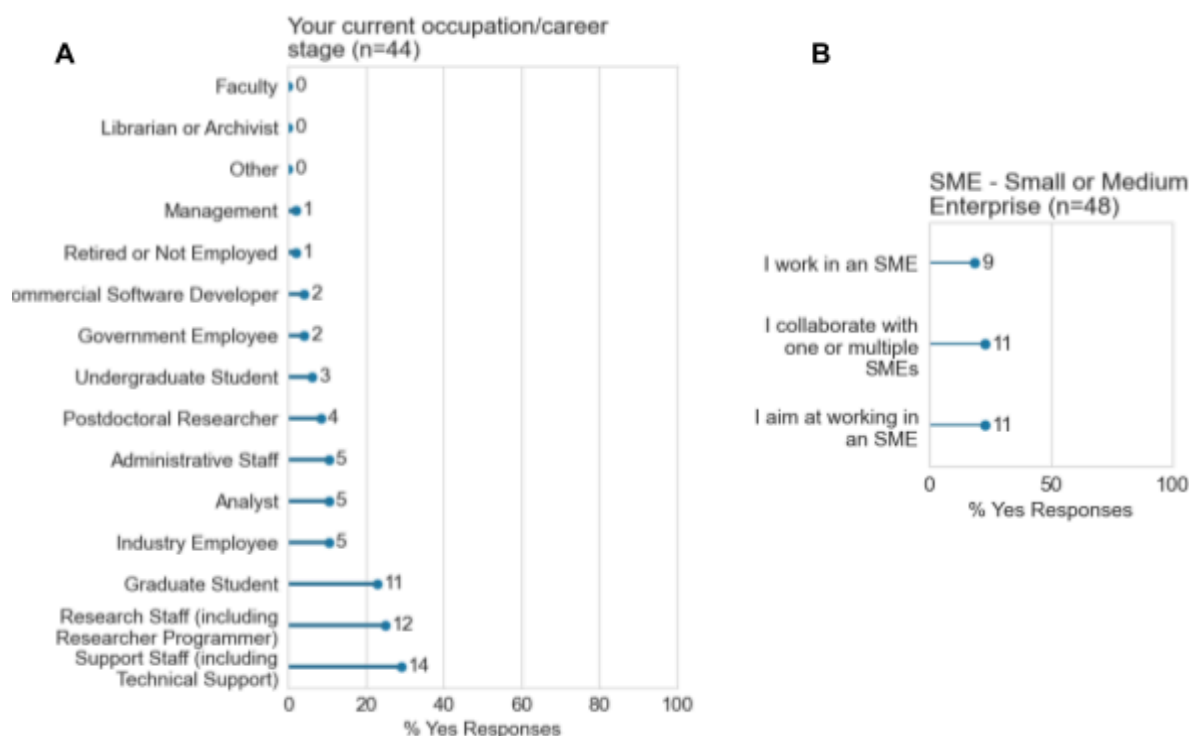 A
Your current occupation/career
stage (n=44)
Faculty
0
Librarian or Archivist
0
Other
0
Management
1
Retired or Not Employed
1
ommercial Software Developer
2
Government Employee
2
Undergraduate Student
3
Postdoctoral Researcher
4
Administrative Staff
5
Analyst
5
Industry Employee
5
Graduate Student
11
Research Staff (including
Researcher Programmer)
12
Support Staff (including
Technical Support)
14
0 20 40 60 80 100
% Yes Responses
B
SME - Small or Medium
Enterprise (n=48)
I work in an SME
9
I collaborate with
one or multiple
SMEs
11
I aim at working in
an SME
11
0 50 100
% Yes Responses